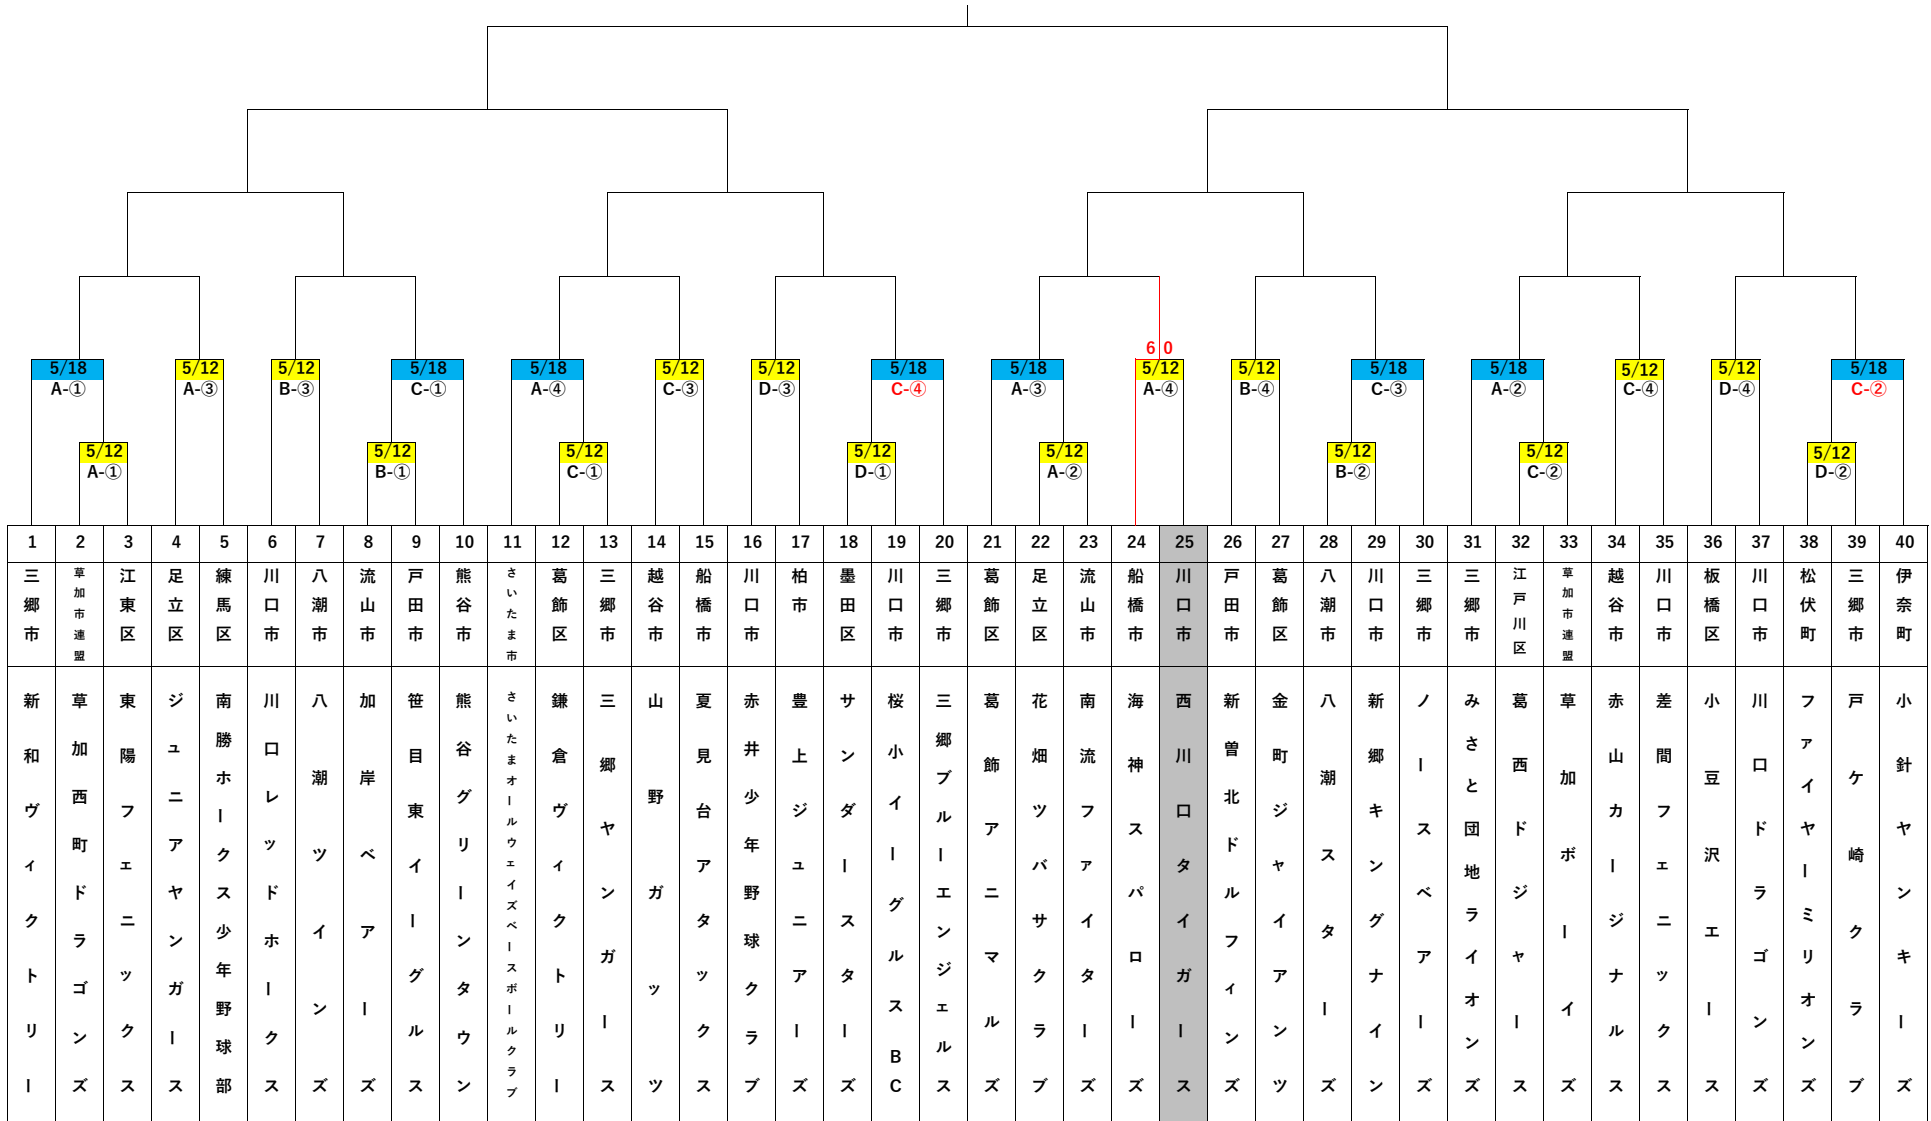 6 0
5/18 5/12 5/12 5/18 5/18 5/12 5/12 5/18 5/18 5/12 5/12 5/18 5/18 5/12 5/12 5/18
A-① A-③ B-③ C-① A-④ C-③ D-③ C-④ A-③ A-④ B-④ C-③ A-② C-④ D-④ C-②
5/12 5/12 5/12 5/12 5/12 5/12 5/12 5/12
A-① B-① C-① D-① A-② B-② C-② D-②
1 2 3 4 5 6 7 8 9 10 11 12 13 14 15 16 17 18 19 20 21 22 23 24 25 26 27 28 29 30 31 32 33 34 35 36 37 38 39 40
三郷市
草加市連盟
江東区
足立区
練馬区
川口市
八潮市
流山市
戸田市
熊谷市
さいたま市
葛飾区
三郷市
越谷市
船橋市
川口市
柏市
墨田区
川口市
三郷市
葛飾区
足立区
流山市
船橋市
川口市
戸田市
葛飾区
八潮市
川口市
三郷市
三郷市
江戸川区
草加市連盟
越谷市
川口市
板橋区
川口市
松伏町
三郷市
伊奈町
新和ヴィクトリー
草加西町ドラゴンズ
東陽フェニックス
ジュニアヤンガース
南勝ホークス少年野球部
川口レッドホークス
八潮ツインズ
加岸ベアーズ
笹目東イーグルス
熊谷グリーンタウン
さいたまオールウェイズベースボールクラブ
鎌倉ヴィクトリー
三郷ヤンガース
山野ガッツ
夏見台アタックス
赤井少年野球クラブ
豊上ジュニアーズ
サンダースターズ
桜小イーグルスBC
三郷ブルーエンジェルス
葛飾アニマルズ
花畑ツバサクラブ
南流ファイターズ
海神スパローズ
西川口タイガース
新曽北ドルフィンズ
金町ジャイアンツ
八潮スターズ
新郷キングナイン
ノースベアーズ
みさと団地ライオンズ
葛西ドジャース
草加ボーイズ
赤山カージナルス
差間フェニックス
小豆沢エース
川口ドラゴンズ
ファイヤーミリオンズ
戸ケ崎クラブ
小針ヤンキーズ